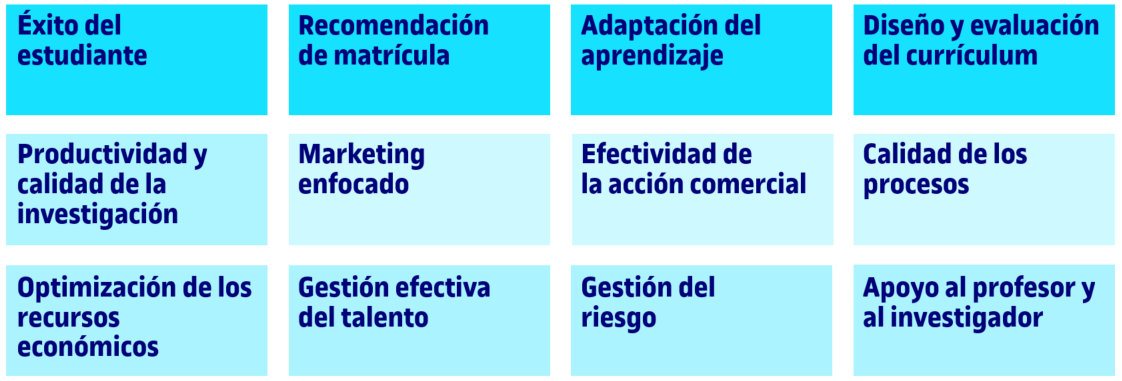 Éxito del
estudiante
Recomendación
de matrícula
Adaptación del
aprendizaje
Diseño y evaluación
del currículum
Productividad y
calidad de la
investigación
Marketing
enfocado
Efectividad de
la acción comercial
Calidad de los
procesos
Optimización de los
recursos
económicos
Gestión efectiva
del talento
Gestión del
riesgo
Apoyo al profesor y
al investigador